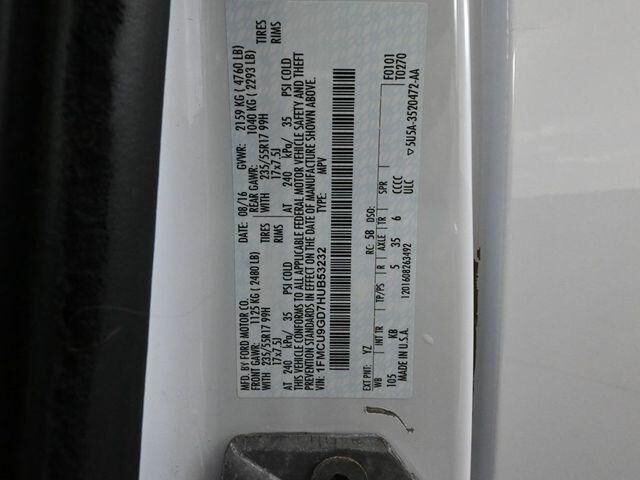 MFD. BY FORD MOTOR CO.
DATE: 08/16 GVWR: 2159 KG ( 4760 LB)
FRONT GAWR: 1125 KG ( 2480 LB) REAR GAWR: 1040 KG ( 2293 LB)
WITH 235/55R17 99H TIRES WITH 235/55R17 99H TIRES
17x7.5J RIMS 17x7.5J RIMS
AT 240 kPa/ 35 PSI COLD AT 240 kPa/ 35 PSI COLD
THIS VEHICLE CONFORMS TO ALL APPLICABLE FEDERAL MOTOR VEHICLE SAFETY AND THEFT
PREVENTION STANDARDS IN EFFECT ON THE DATE OF MANUFACTURE SHOWN ABOVE.
VIN: 1FMCU9GD7HUB53232 TYPE: MPV
F0101
T0270
EXT PNT: YZ RC: 58 DSO:
WB INT TR TP/PS R AXLE TR SPR
105 KB 5 35 6 CCCC
ULC
▽5U5A-3520472-AA
MADE IN U.S.A.
1201608263492